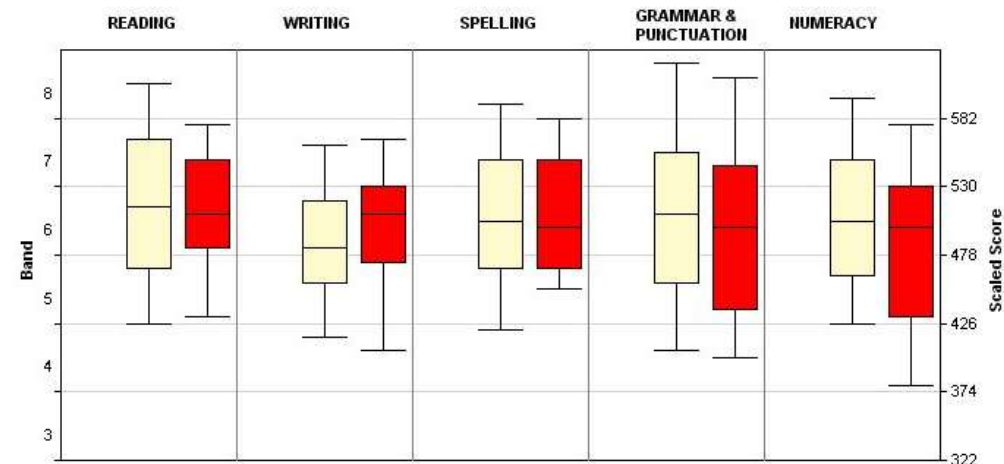 READING
WRITING
SPELLING
GRAMMAR &
PUNCTUATION
NUMERACY
Band
8
7
6
5
4
3
582
530
478
426
374
322
Scaled Score